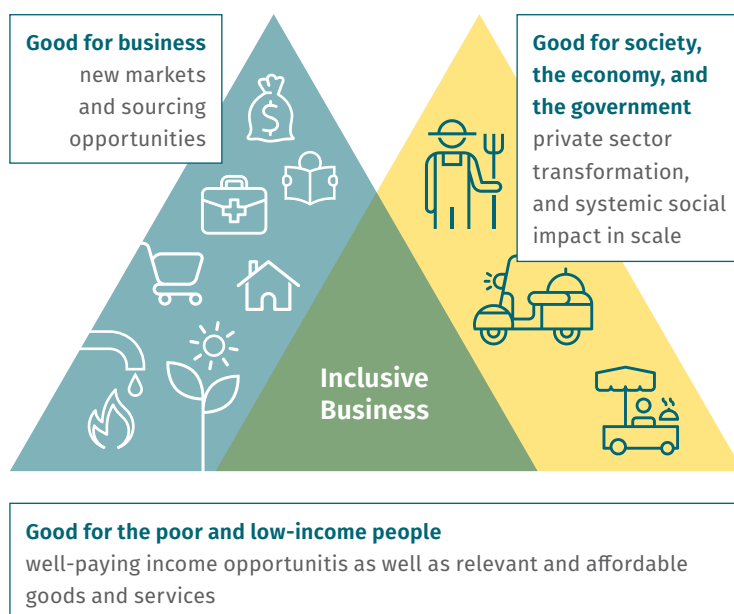 Good for business
new markets
and sourcing
opportunities
Good for society,
the economy, and
the government
private sector
transformation,
and systemic social
impact in scale
$
Inclusive
Business
Good for the poor and low-income people
well-paying income opportunitis as well as relevant and affordable
goods and services